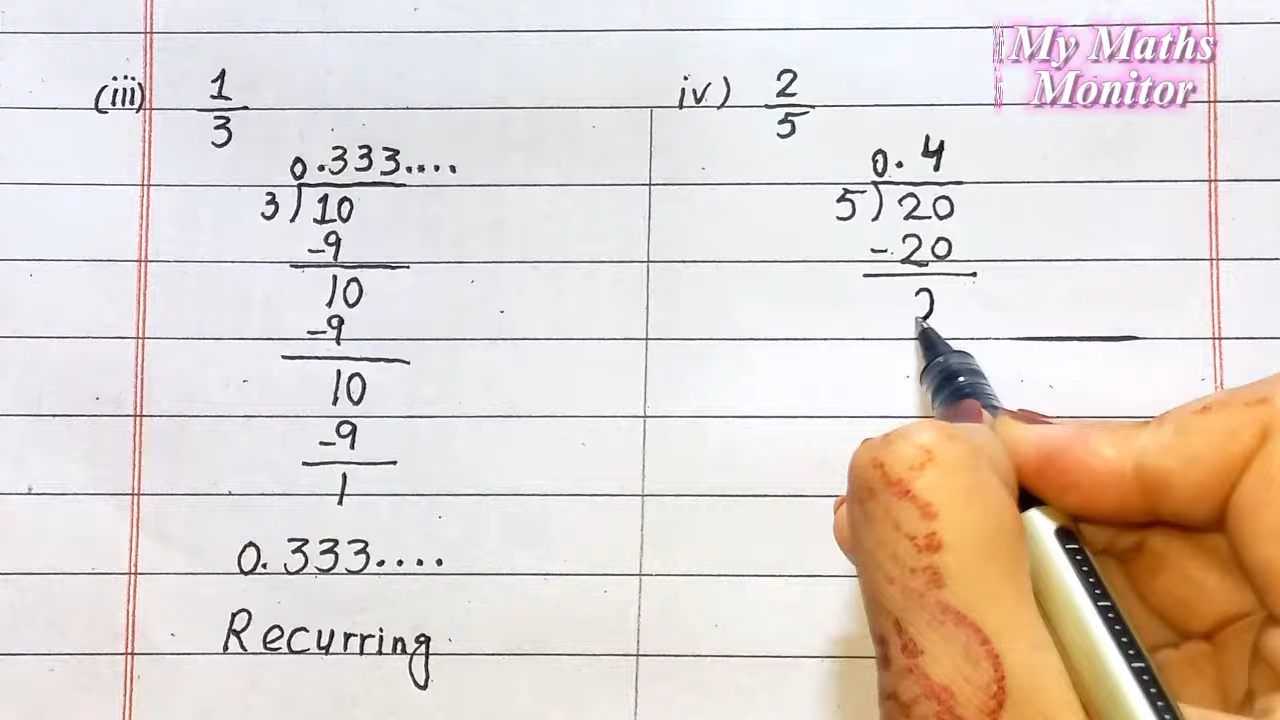 My Maths
Monitor
(iii) 1/3
0.333....
3) 10
-9
10
-9
10
-9
1
0.333....
Recurring
iv) 2/5
0.4
5) 20
-20